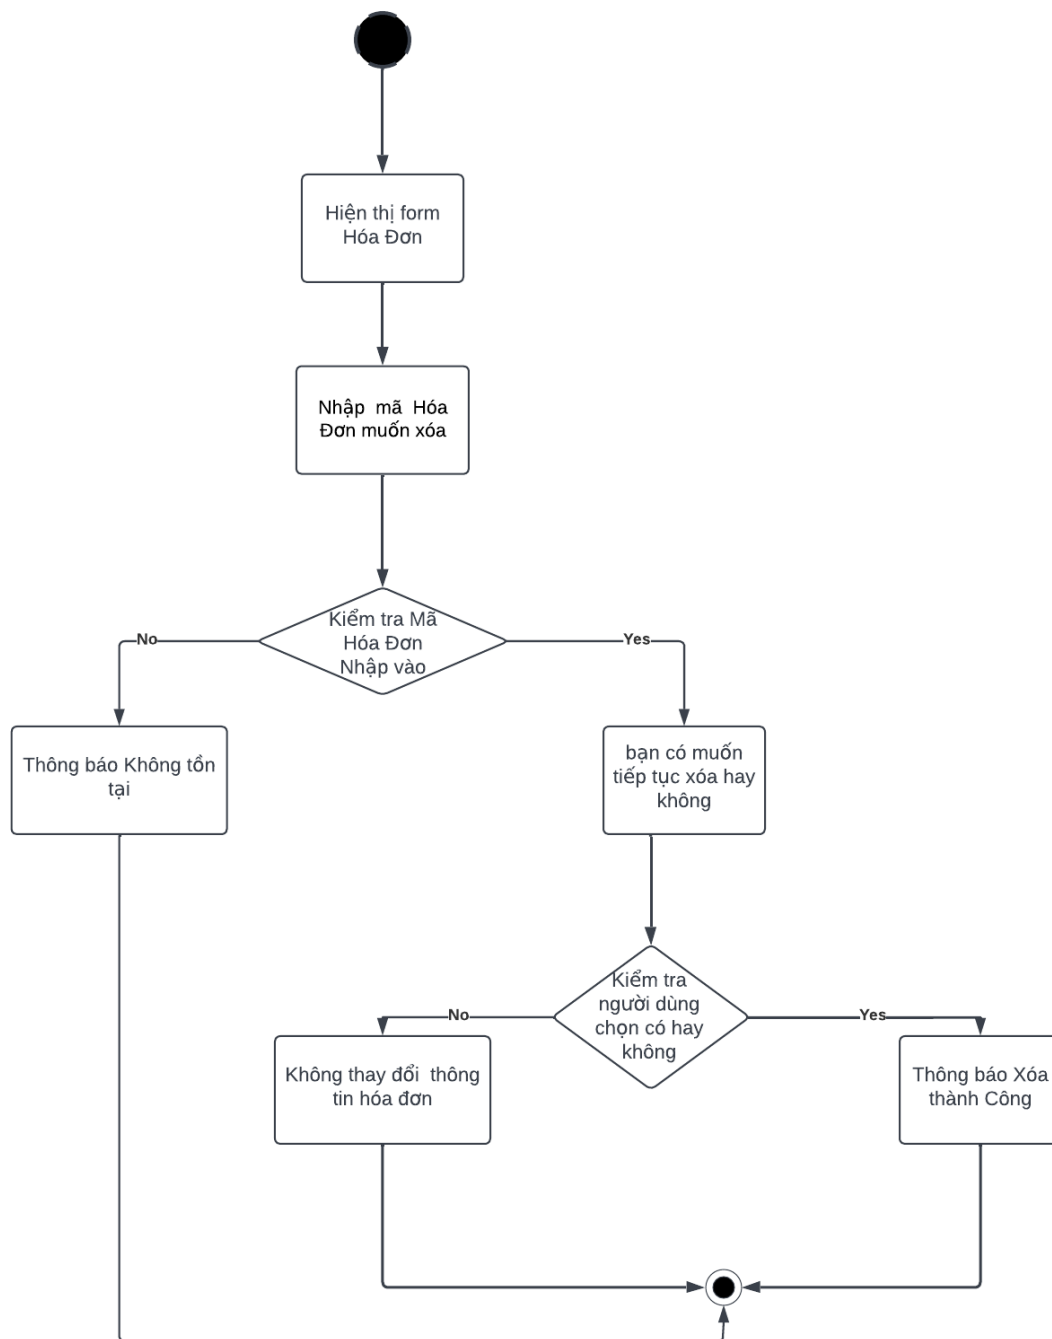 Hiện thị form
Hóa Đơn
Nhập mã Hóa
Đơn muốn xóa
Kiểm tra Mã
Hóa Đơn
Nhập vào
No
Yes
Thông báo Không tồn
tại
bạn có muốn
tiếp tục xóa hay
không
Kiểm tra
người dùng
chọn có hay
không
No
Yes
Không thay đổi thông
tin hóa đơn
Thông báo Xóa
thành Công